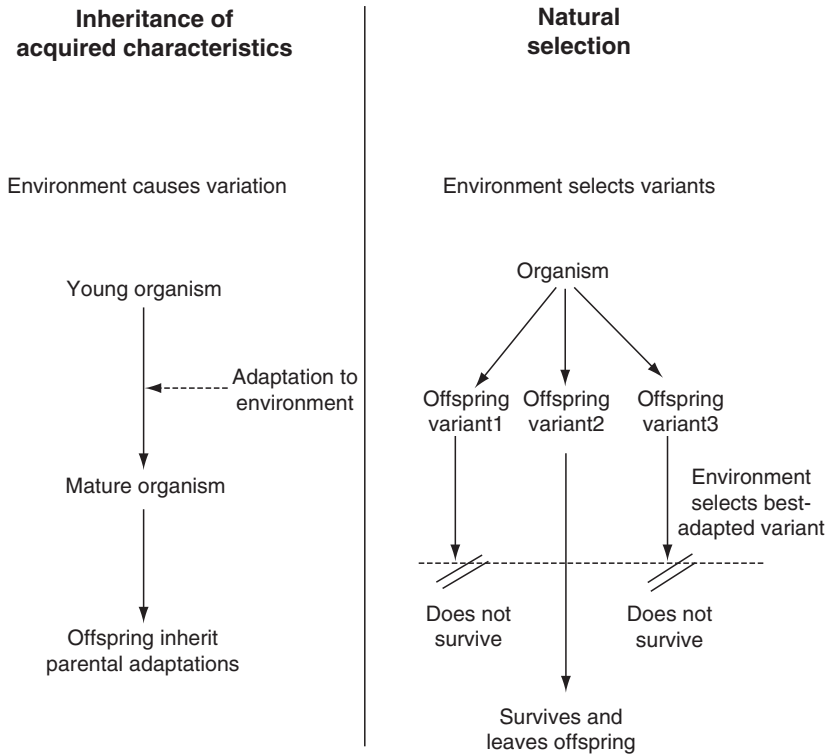 Inheritance of
acquired characteristics
Environment causes variation
Young organism
Adaptation to
environment
Mature organism
Offspring inherit
parental adaptations
Natural
selection
Environment selects variants
Organism
Offspring
variant1
Offspring
variant2
Offspring
variant3
Environment
selects best-
adapted variant
Does not
survive
Does not
survive
Survives and
leaves offspring